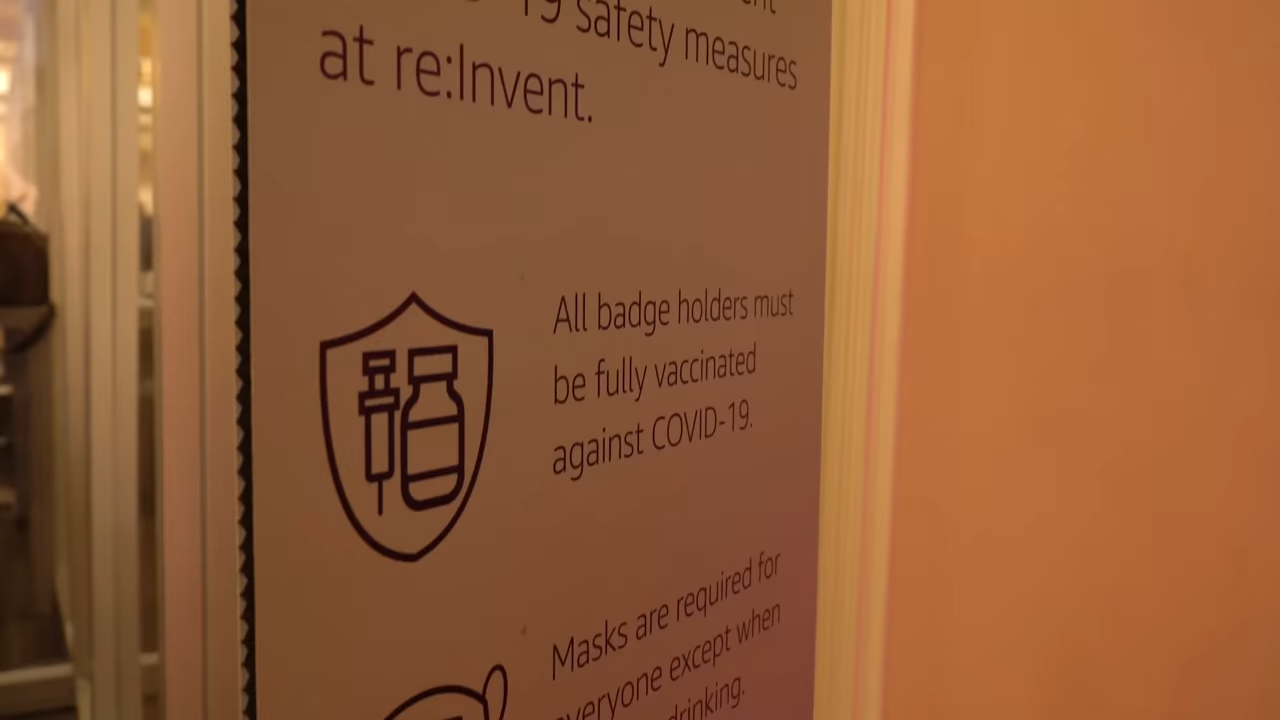 19 safety measures
at re:Invent.
All badge holders must
be fully vaccinated
against COVID-19.
Masks are required for
everyone except when
drinking.